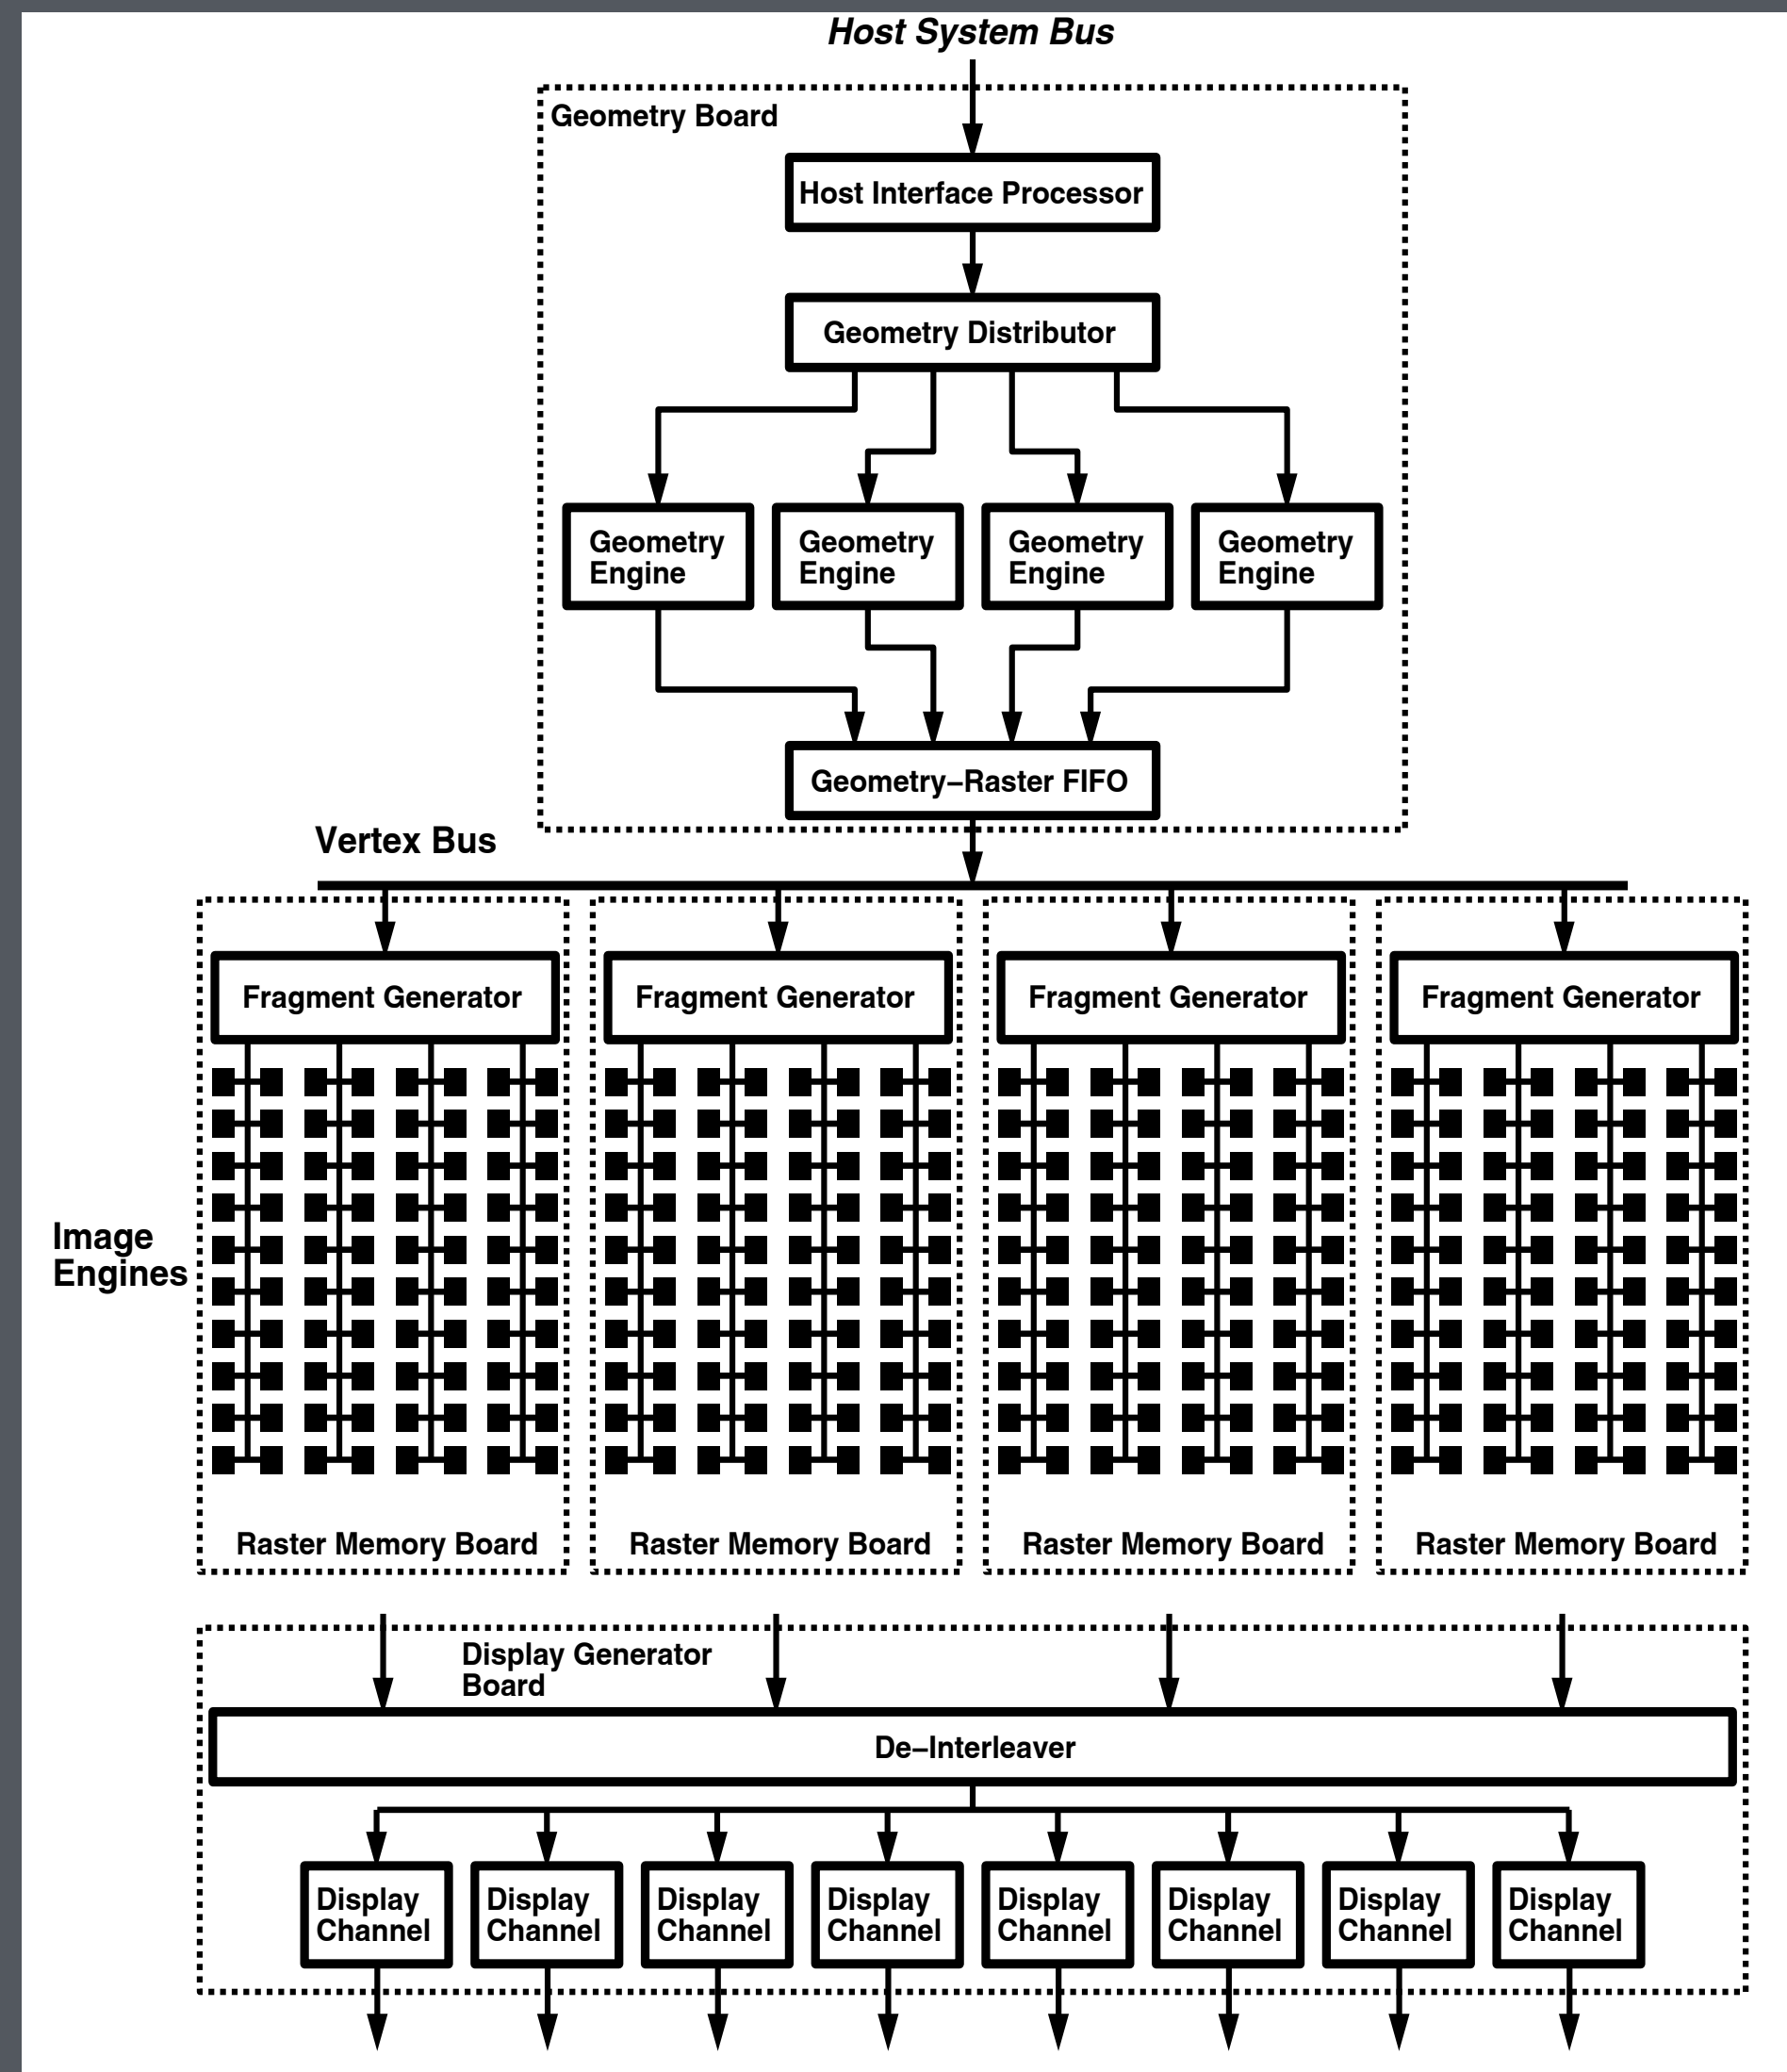 Host System Bus
Geometry Board
Host Interface Processor
Geometry Distributor
Geometry
Engine
Geometry
Engine
Geometry
Engine
Geometry
Engine
Geometry–Raster FIFO
Vertex Bus
Fragment Generator
Fragment Generator
Fragment Generator
Fragment Generator
Image
Engines
Raster Memory Board
Raster Memory Board
Raster Memory Board
Raster Memory Board
Display Generator
Board
De–Interleaver
Display
Channel
Display
Channel
Display
Channel
Display
Channel
Display
Channel
Display
Channel
Display
Channel
Display
Channel